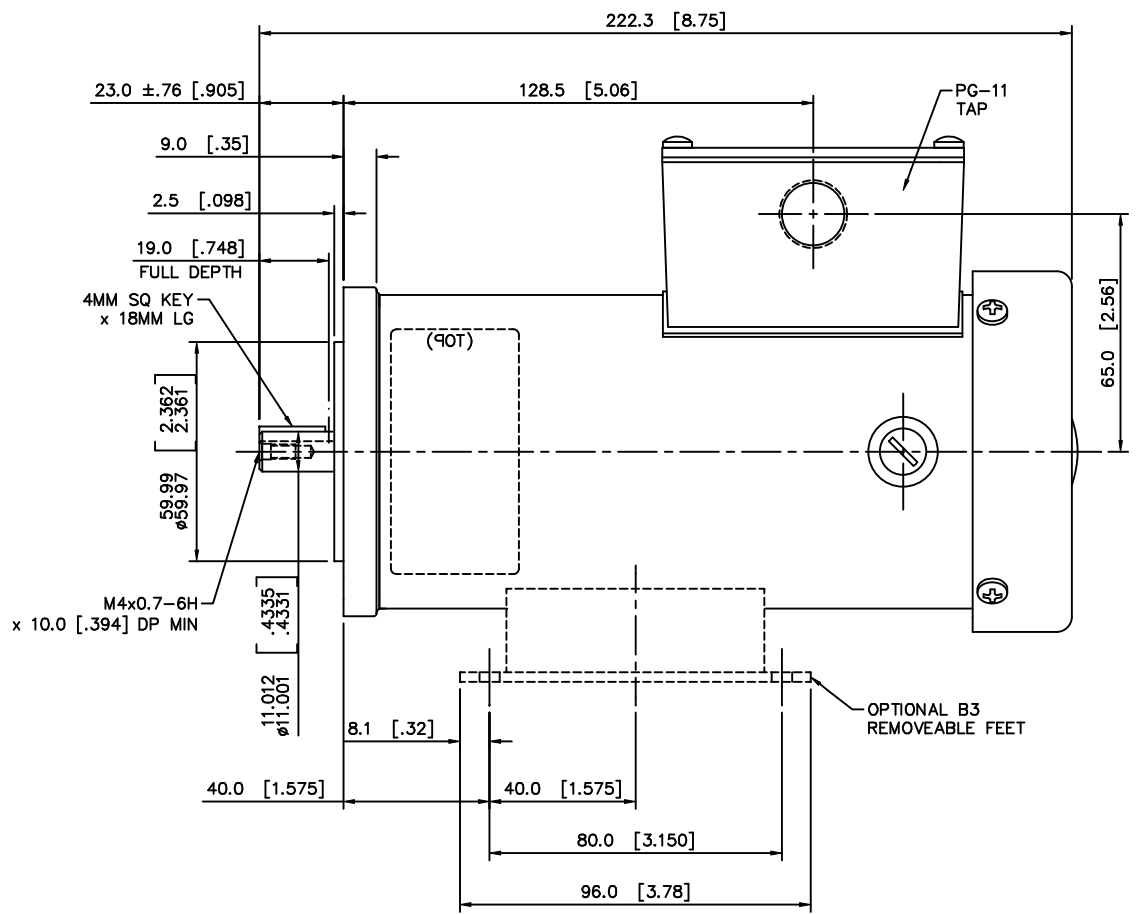 222.3 [8.75]
23.0 ±.76 [.905]
128.5 [5.06]
PG-11
TAP
9.0 [.35]
2.5 [.098]
19.0 [.748]
FULL DEPTH
4MM SQ KEY
x 18MM LG
(TOP)
65.0 [2.56]
2.362
2.361
59.99
ø59.97
M4x0.7-6H
x 10.0 [.394] DP MIN
.4335
.4331
11.012
ø11.001
OPTIONAL B3
REMOVEABLE FEET
8.1 [.32]
40.0 [1.575]
40.0 [1.575]
80.0 [3.150]
96.0 [3.78]